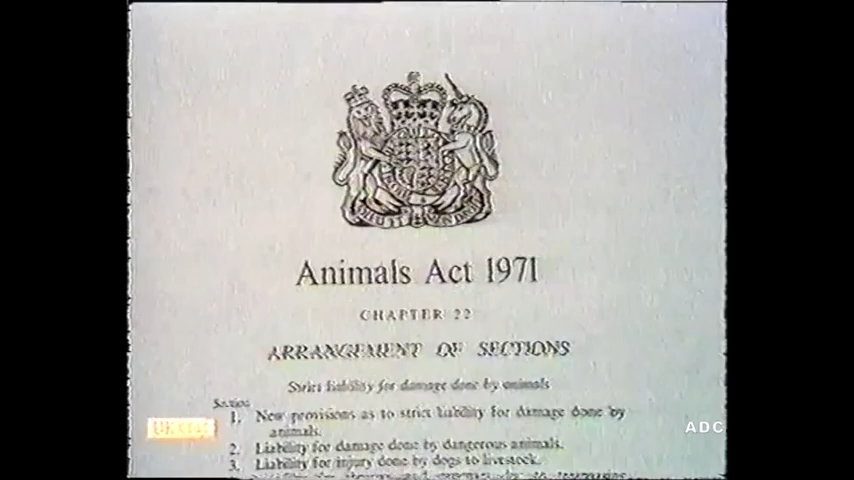 Animals Act 1971
CHAPTER 22
ARRANGEMENT OF SECTIONS
Strict liability for damage done by animals
Section
1. New provisions as to strict liability for damage done by
animals.
2. Liability for damage done by dangerous animals.
3. Liability for injury done by dogs to livestock.
ADC